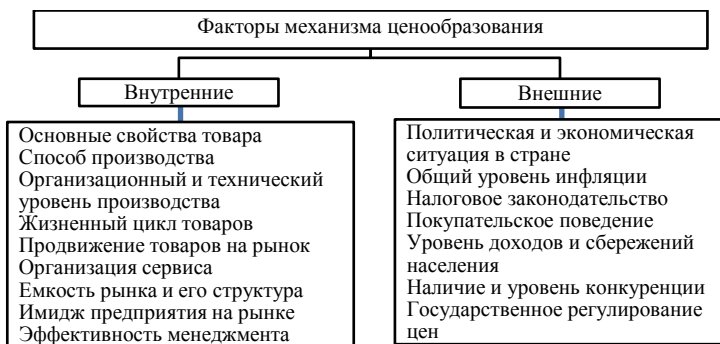 Факторы механизма ценообразования
Внутренние
Основные свойства товара
Способ производства
Организационный и технический
уровень производства
Жизненный цикл товаров
Продвижение товаров на рынок
Организация сервиса
Емкость рынка и его структура
Имидж предприятия на рынке
Эффективность менеджмента
Внешние
Политическая и экономическая
ситуация в стране
Общий уровень инфляции
Налоговое законодательство
Покупательское поведение
Уровень доходов и сбережений
населения
Наличие и уровень конкуренции
Государственное регулирование
цен